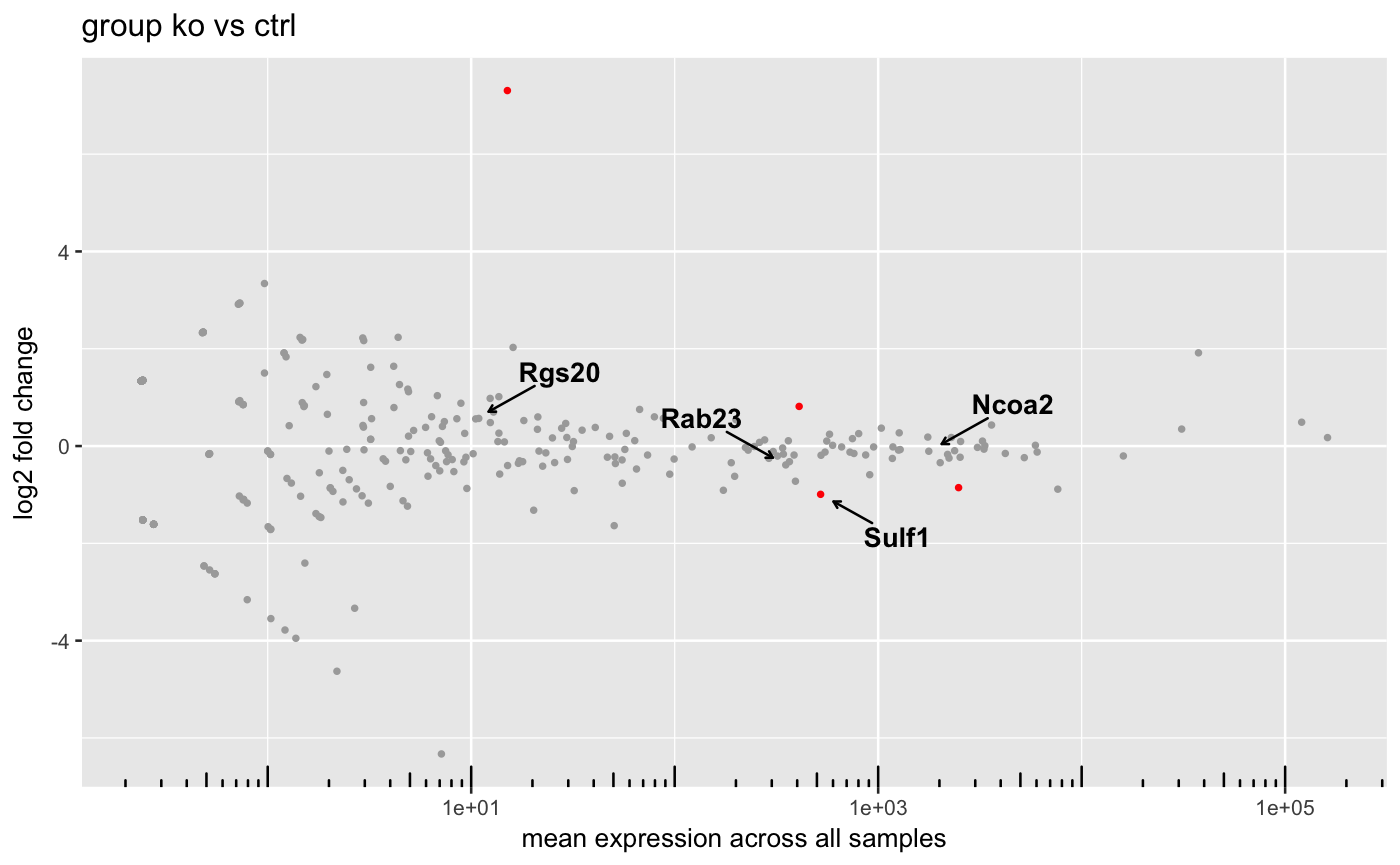 group ko vs ctrl
log2 fold change
4
0
-4
Rgs20
Rab23
Ncoa2
Sulf1
1e+01
1e+03
1e+05
mean expression across all samples